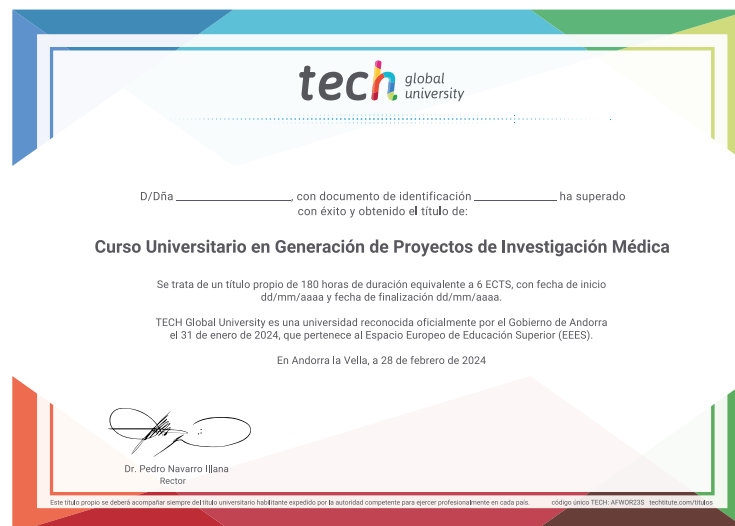 tech global
university
D/Dña ______________, con documento de identificación ______________ ha superado
con éxito y obtenido el título de:
Curso Universitario en Generación de Proyectos de Investigación Médica
Se trata de un título propio de 180 horas de duración equivalente a 6 ECTS, con fecha de inicio
dd/mm/aaaa y fecha de finalización dd/mm/aaaa.
TECH Global University es una universidad reconocida oficialmente por el Gobierno de Andorra
el 31 de enero de 2024, que pertenece al Espacio Europeo de Educación Superior (EEES).
En Andorra la Vella, a 28 de febrero de 2024
Dr. Pedro Navarro Illana
Rector
Este título propio se deberá acompañar siempre del título universitario habilitante expedido por la autoridad competente para ejercer profesionalmente en cada país. código único TECH: AFWOR23S techtitute.com/titulos